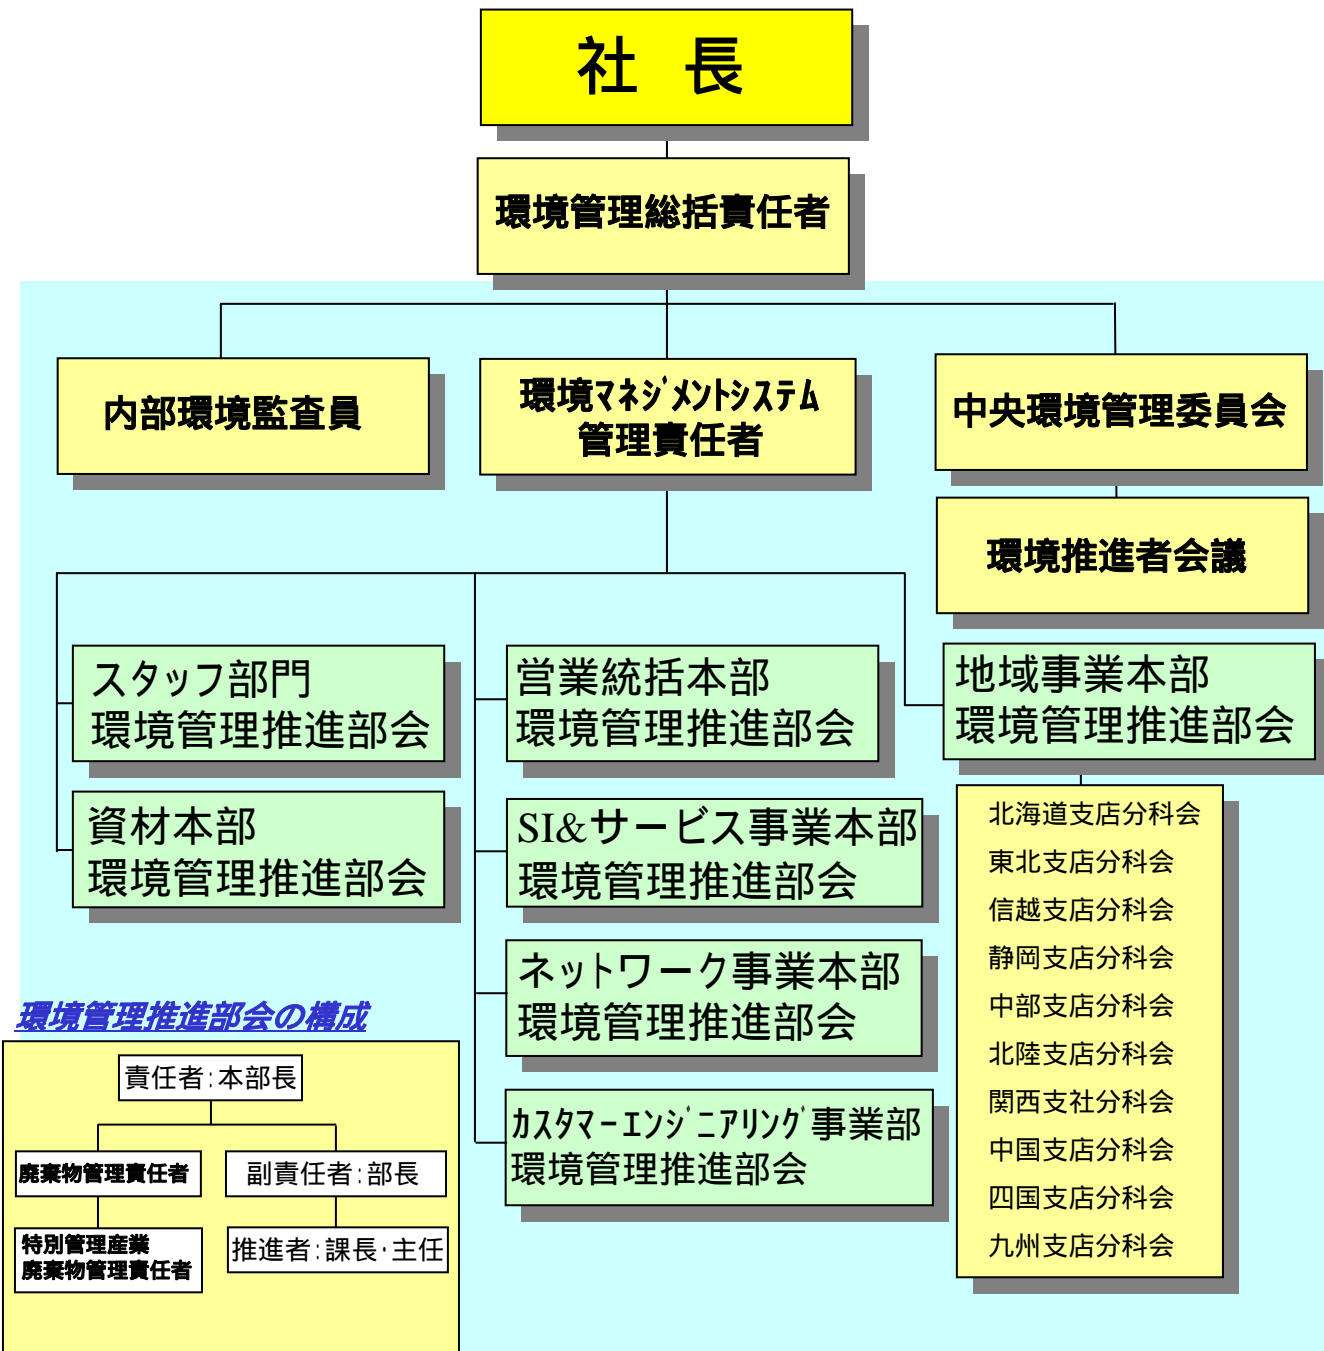 社 長
環境管理総括責任者
内部環境監査員
環境ﾏﾈｼﾞﾒﾝﾄｼｽﾃﾑ
管理責任者
中央環境管理委員会
環境推進者会議
スタッフ部門
環境管理推進部会
資材本部
環境管理推進部会
営業統括本部
環境管理推進部会
SI&サービス事業本部
環境管理推進部会
ネットワーク事業本部
環境管理推進部会
ｶｽﾀﾏｰｴﾝｼﾞﾆｱﾘﾝｸﾞ事業部
環境管理推進部会
地域事業本部
環境管理推進部会
北海道支店分科会
東北支店分科会
信越支店分科会
静岡支店分科会
中部支店分科会
北陸支店分科会
関西支社分科会
中国支店分科会
四国支店分科会
九州支店分科会
環境管理推進部会の構成
責任者:本部長
廃棄物管理責任者
副責任者:部長
特別管理産業
廃棄物管理責任者
推進者:課長･主任